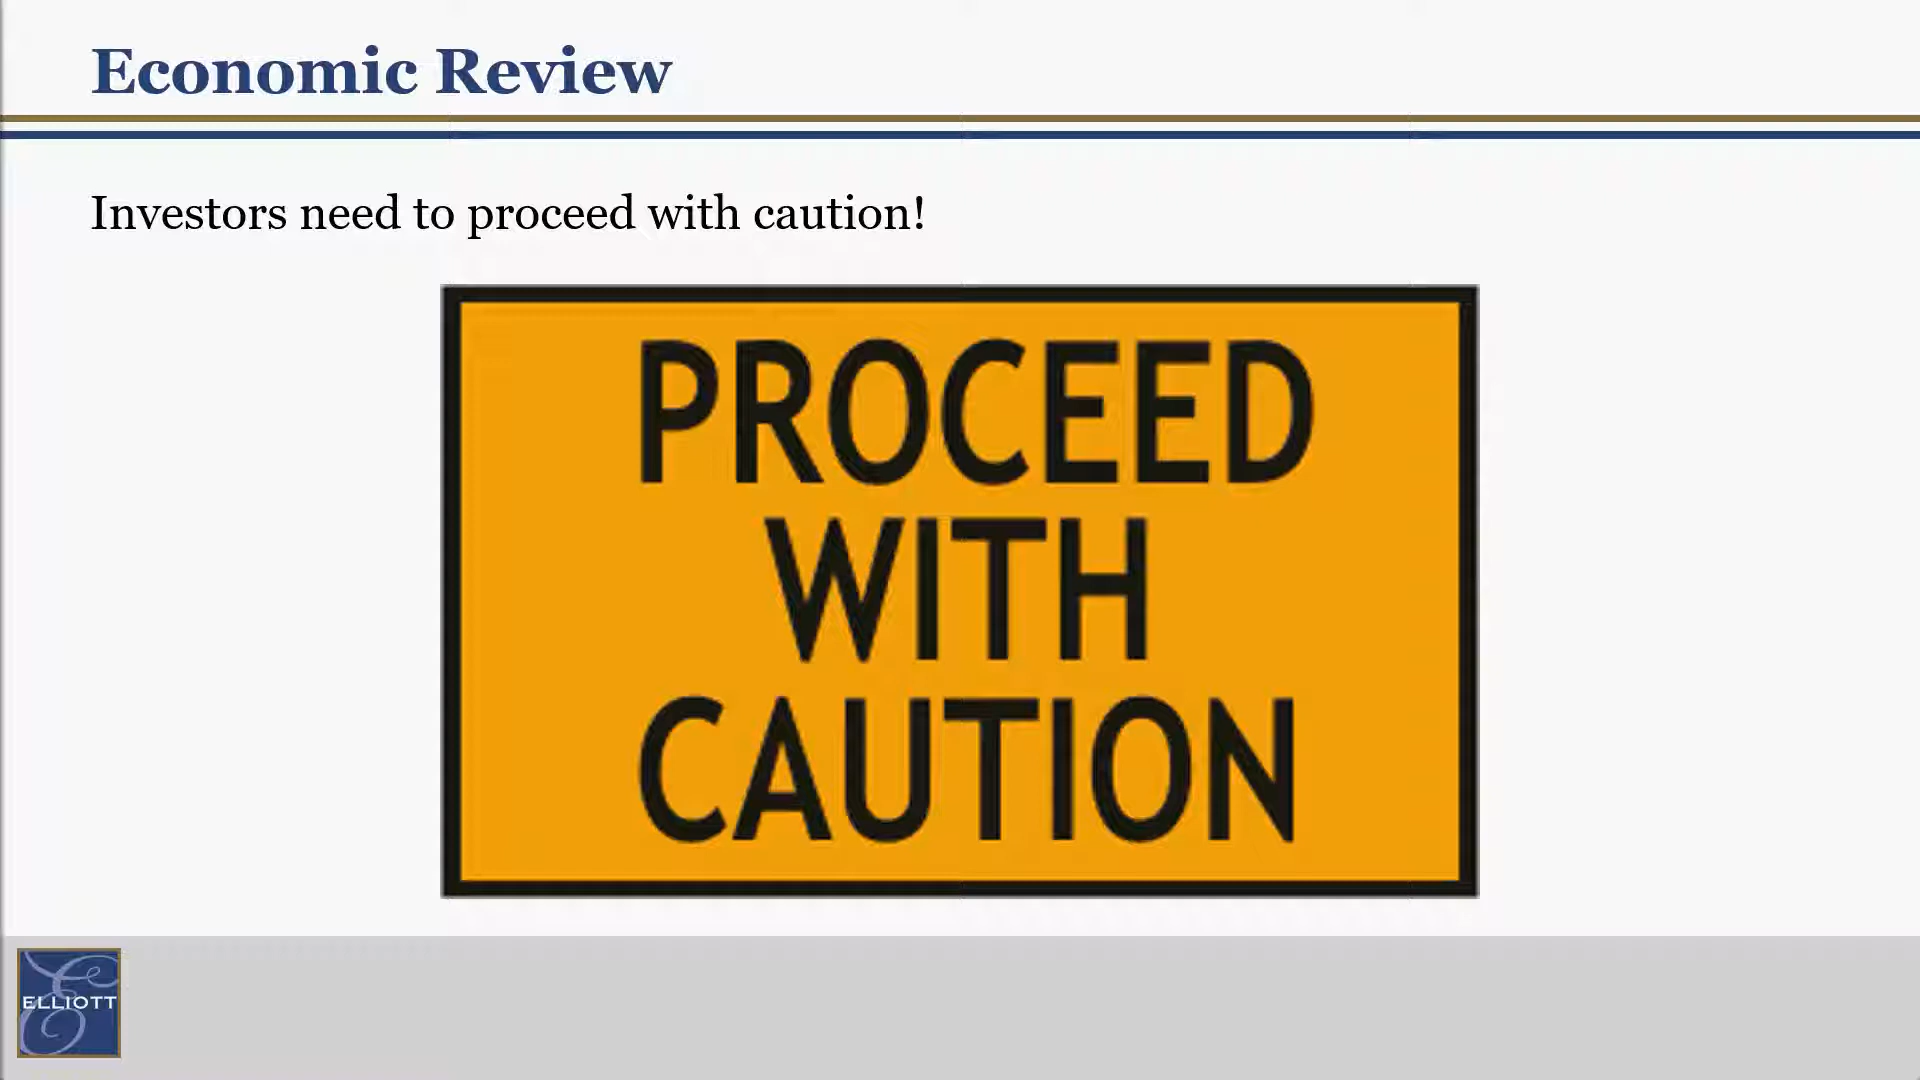 Economic Review
Investors need to proceed with caution!
PROCEED
WITH
CAUTION
ELLIOTT